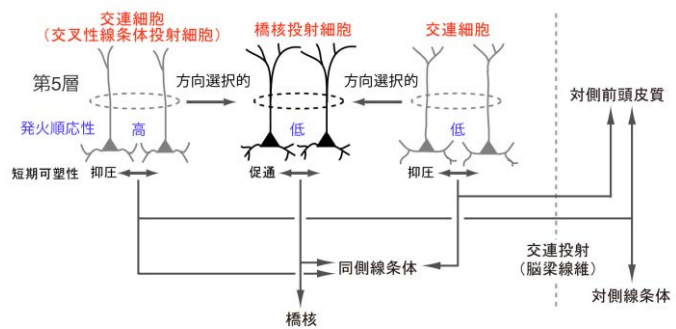 交連細胞
（交叉性線条体投射細胞）
橋核投射細胞
交連細胞
第5層
方向選択的
方向選択的
対側前頭皮質
発火順応性
高
低
低
短期可塑性
抑圧
促通
抑圧
交連投射
（脳梁線維）
同側線条体
対側線条体
橋核